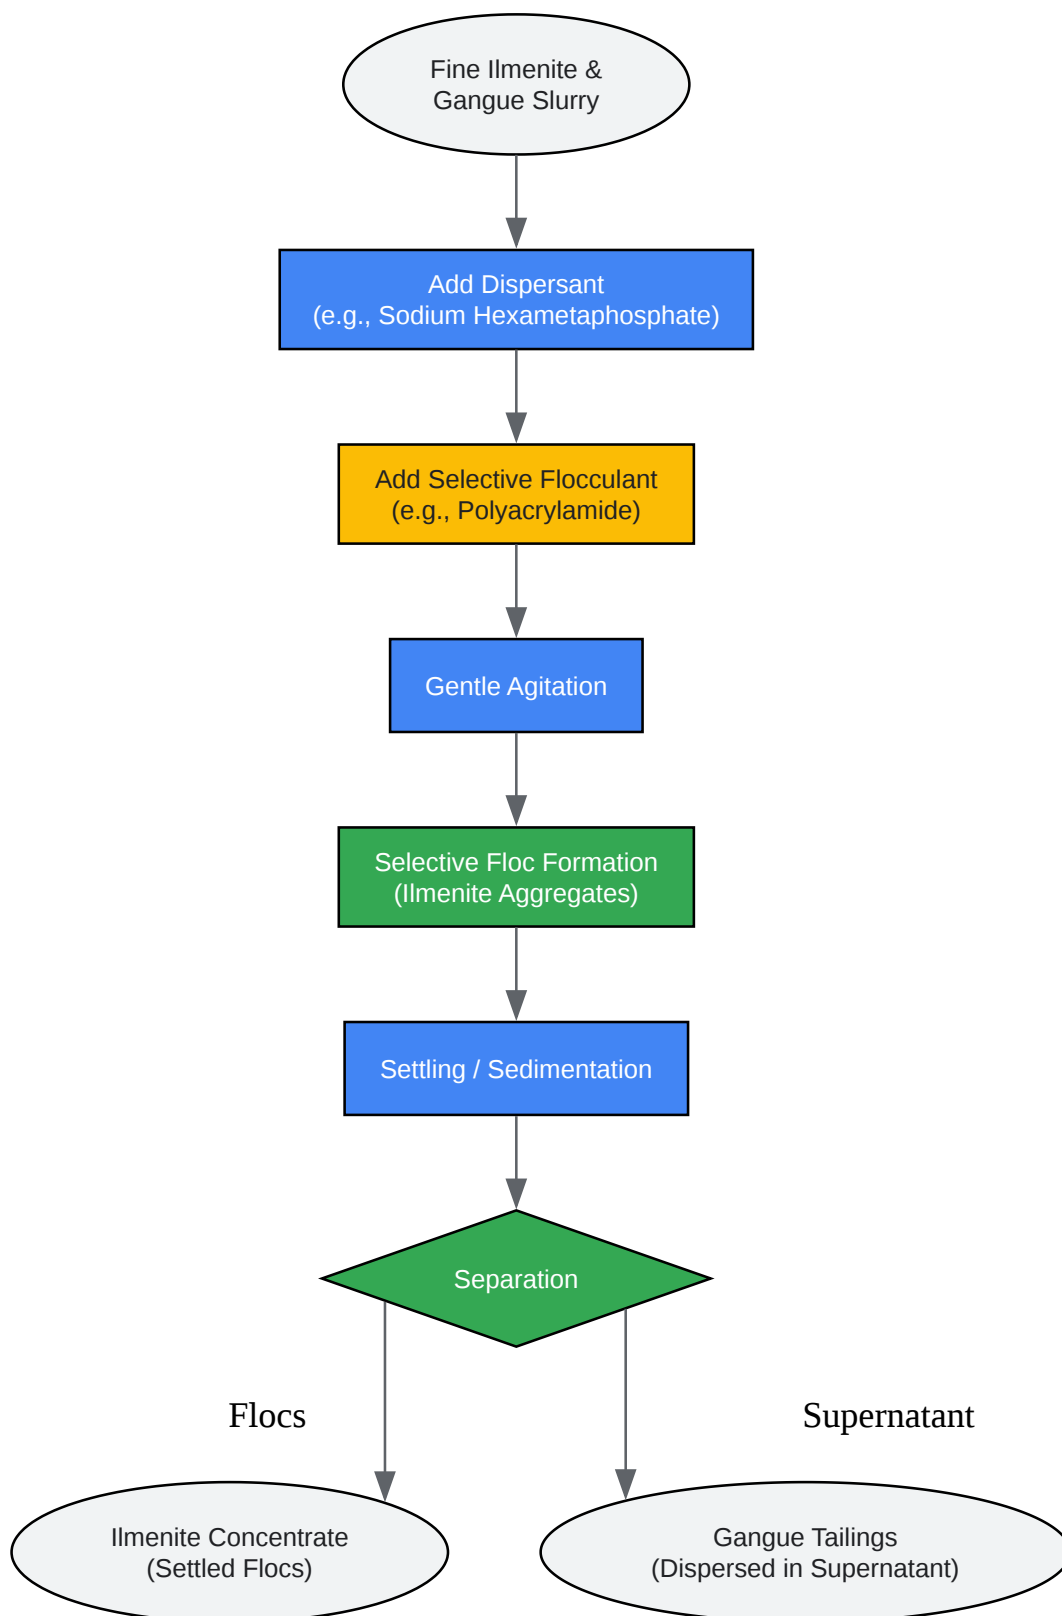 Fine Ilmenite &
Gangue Slurry
Add Dispersant
(e.g., Sodium Hexametaphosphate)
Add Selective Flocculant
(e.g., Polyacrylamide)
Gentle Agitation
Selective Floc Formation
(Ilmenite Aggregates)
Settling / Sedimentation
Separation
Flocs
Supernatant
Ilmenite Concentrate
(Settled Flocs)
Gangue Tailings
(Dispersed in Supernatant)